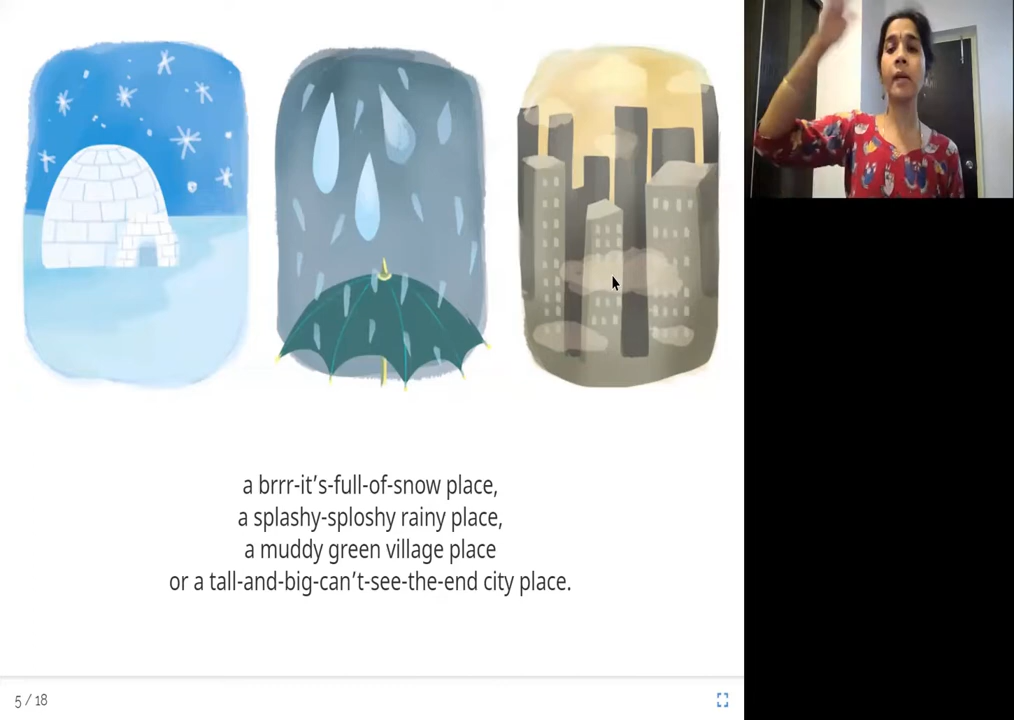 a brrr-it’s-full-of-snow place,
a splashy-sploshy rainy place,
a muddy green village place
or a tall-and-big-can’t-see-the-end city place.
5 / 18